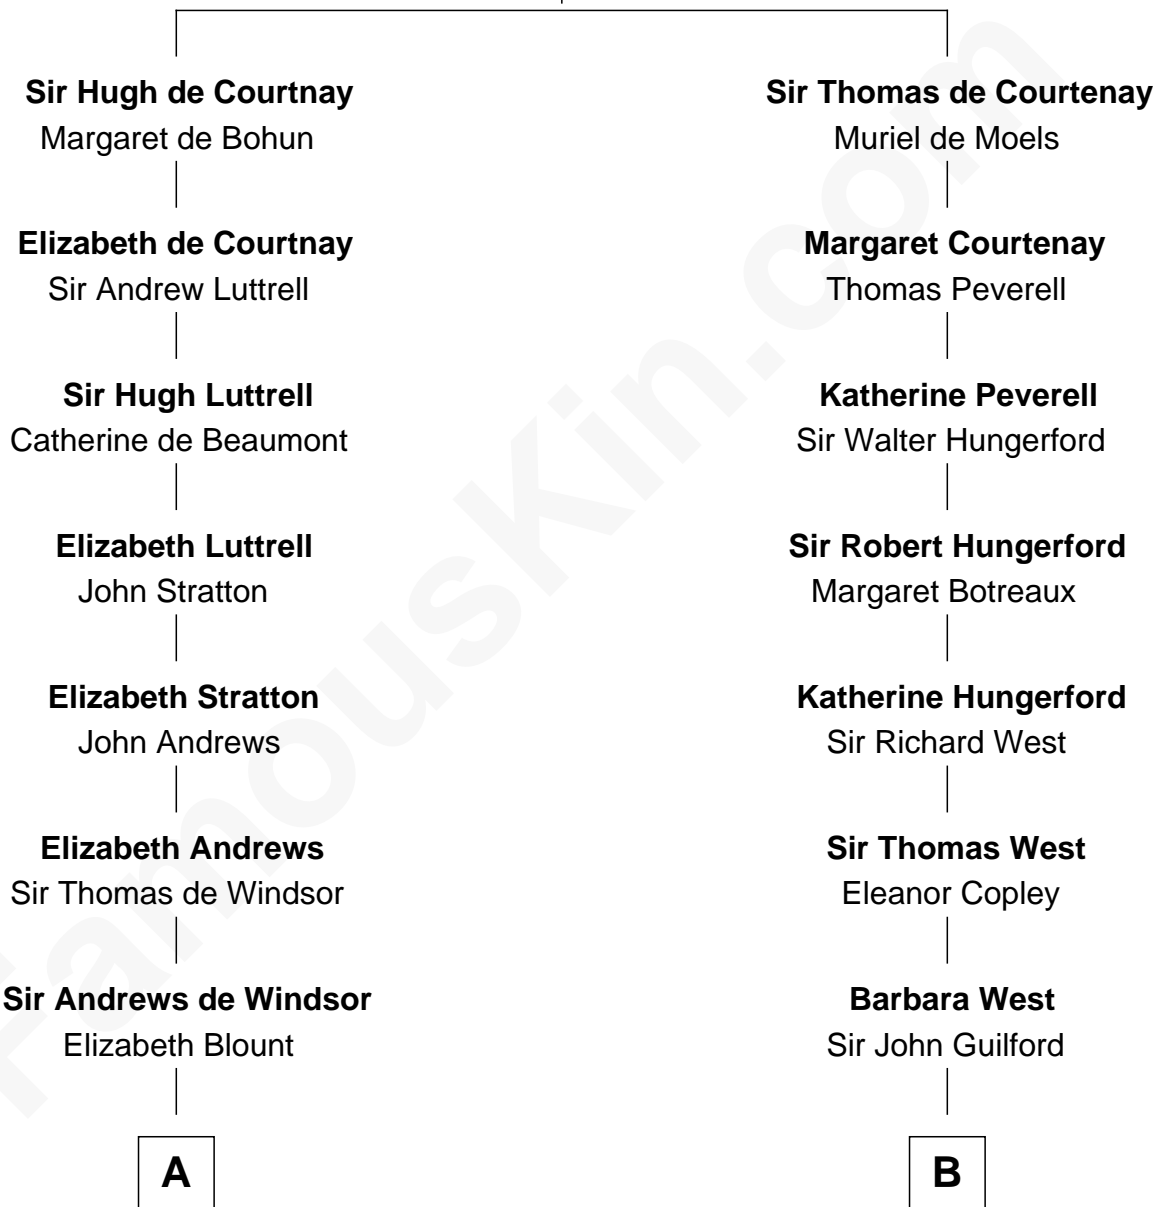 Sir Hugh de Courtnay
Margaret de Bohun
Elizabeth de Courtnay
Sir Andrew Luttrell
Sir Hugh Luttrell
Catherine de Beaumont
Elizabeth Luttrell
John Stratton
Elizabeth Stratton
John Andrews
Elizabeth Andrews
Sir Thomas de Windsor
Sir Andrews de Windsor
Elizabeth Blount
A
Sir Thomas de Courtenay
Muriel de Moels
Margaret Courtenay
Thomas Peverell
Katherine Peverell
Sir Walter Hungerford
Sir Robert Hungerford
Margaret Botreaux
Katherine Hungerford
Sir Richard West
Sir Thomas West
Eleanor Copley
Barbara West
Sir John Guilford
B
FamousKin.com